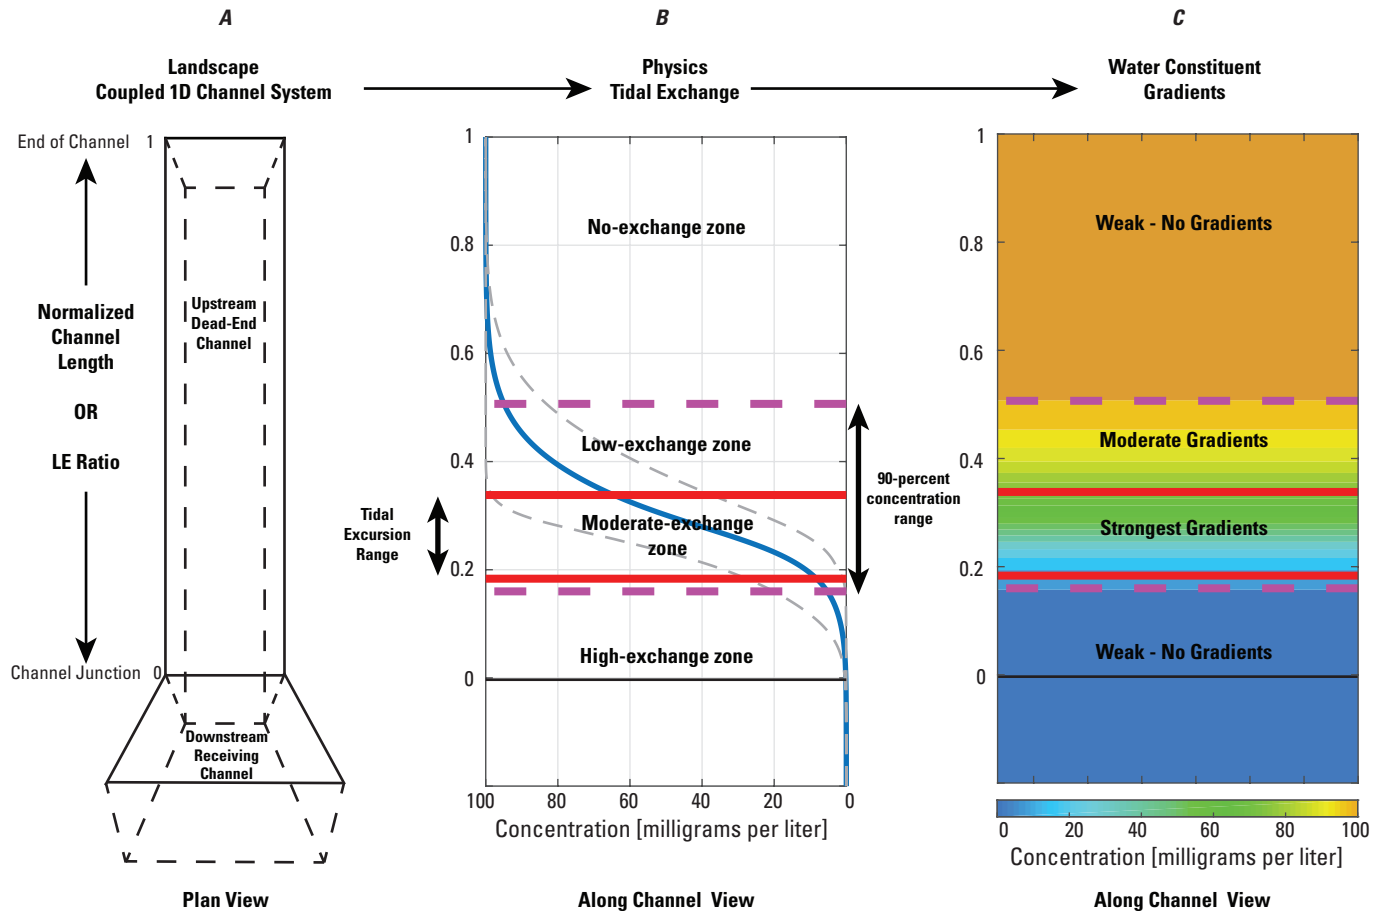 A
Landscape
Coupled 1D Channel System
End of Channel
1
Normalized
Channel
Length
OR
LE Ratio
Upstream
Dead-End
Channel
Channel Junction
0
Downstream
Receiving
Channel
Plan View
B
Physics
Tidal Exchange
1
0.8
0.6
0.4
0.2
0
No-exchange zone
Low-exchange zone
Moderate-exchange
zone
High-exchange zone
Tidal
Excursion
Range
90-percent
concentration
range
100 80 60 40 20 0
Concentration [milligrams per liter]
Along Channel View
C
Water Constituent
Gradients
1
0.8
0.6
0.4
0.2
0
Weak - No Gradients
Moderate Gradients
Strongest Gradients
Weak - No Gradients
0 20 40 60 80 100
Concentration [milligrams per liter]
Along Channel View